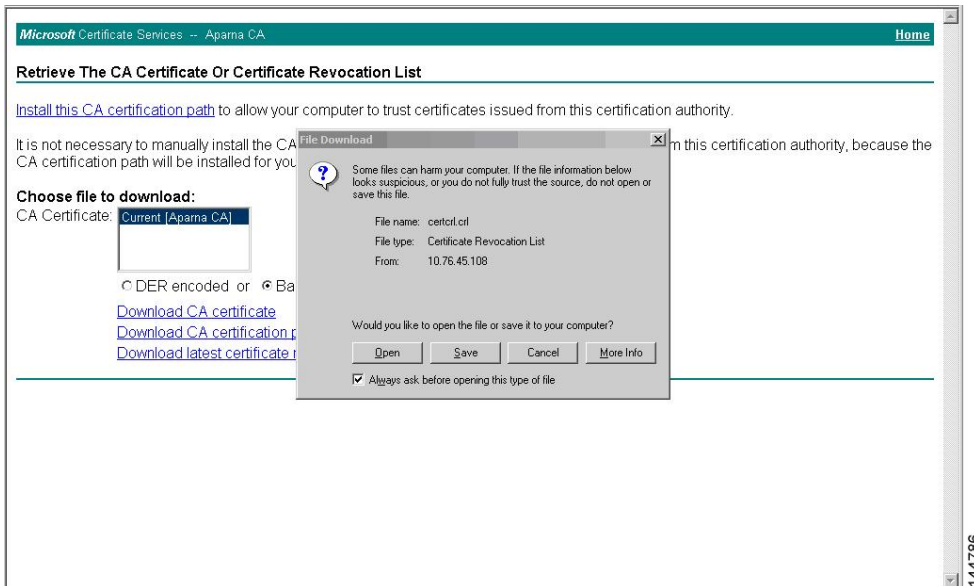 Microsoft Certificate Services -- Aparna CA Home
Retrieve The CA Certificate Or Certificate Revocation List
Install this CA certification path to allow your computer to trust certificates issued from this certification authority.
It is not necessary to manually install the CA m this certification authority, because the
CA certification path will be installed for you
Choose file to download:
CA Certificate: Current [Aparna CA]
DER encoded or Ba
Download CA certificate
Download CA certification p
Download latest certificate r
File Download
Some files can harm your computer. If the file information below
looks suspicious, or you do not fully trust the source, do not open or
save this file.
File name: certcrl.crl
File type: Certificate Revocation List
From: 10.76.45.108
Would you like to open the file or save it to your computer?
Open Save Cancel More Info
Always ask before opening this type of file